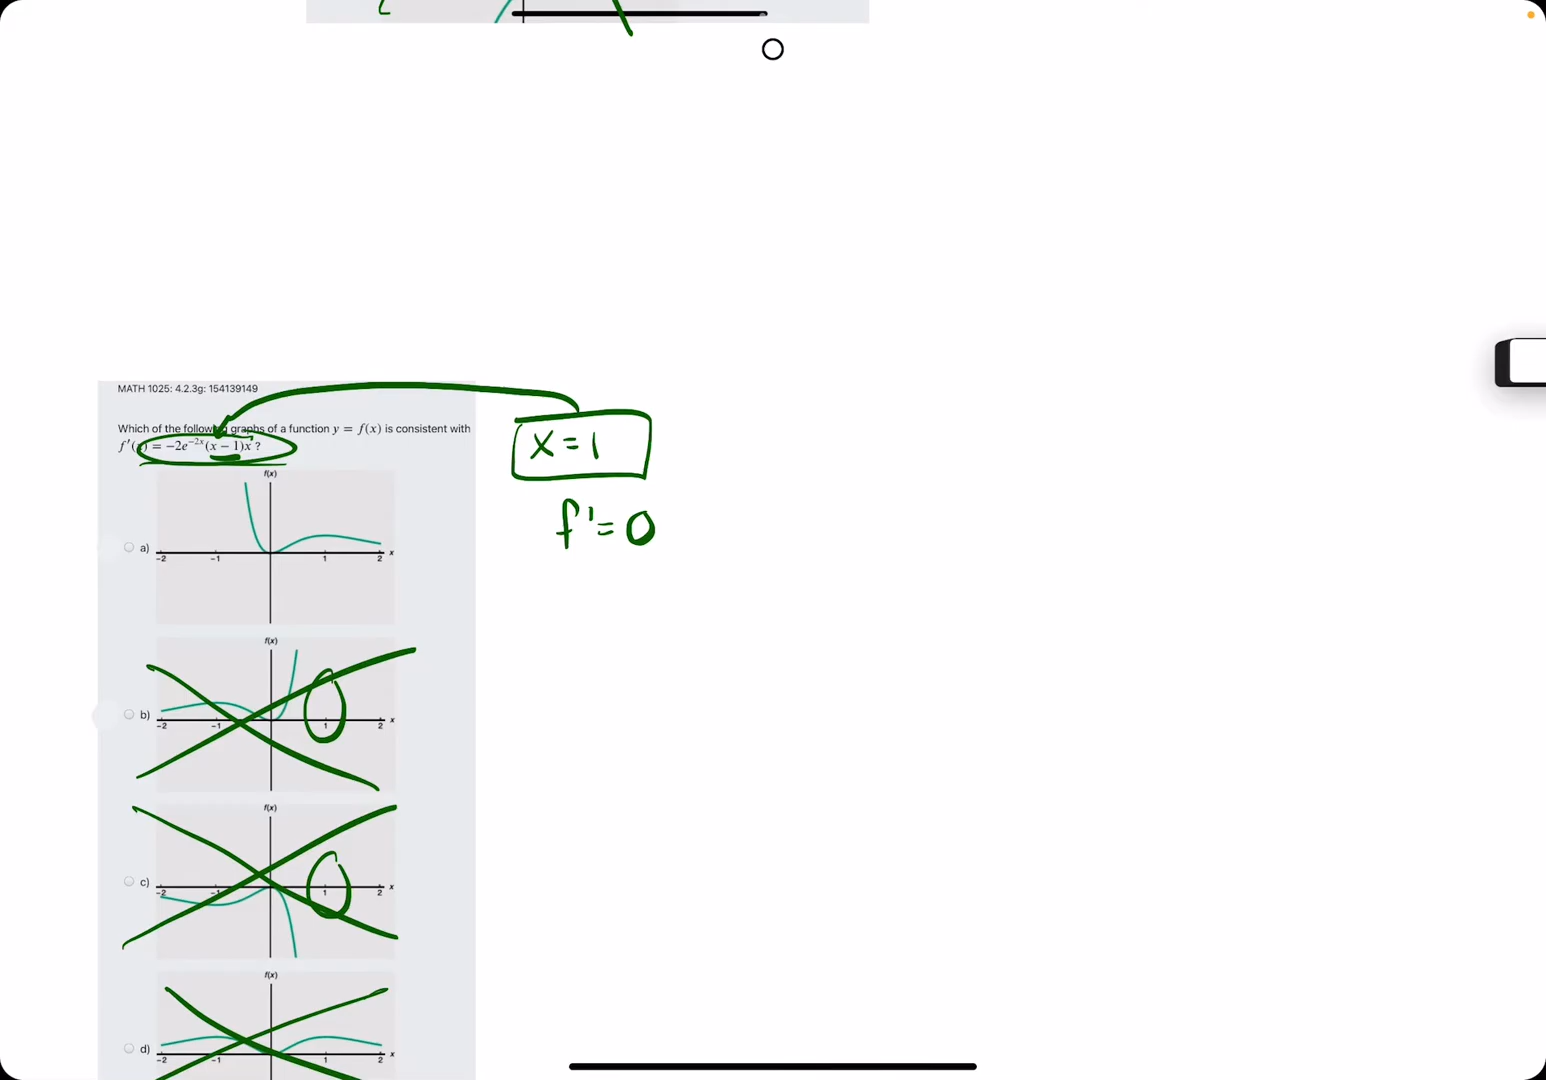 MATH 1025: 4.2.3g: 154139149
Which of the following graphs of a function y = f(x) is consistent with
f′(x) = −2e^{−2x}(x − 1)x ?
x = 1
f' = 0
f(x)
a)
−2 −1 1 2 x
f(x)
b)
−2 −1 1 2 x
f(x)
c)
−2 −1 1 2 x
f(x)
d)
−2 −1 1 2 x